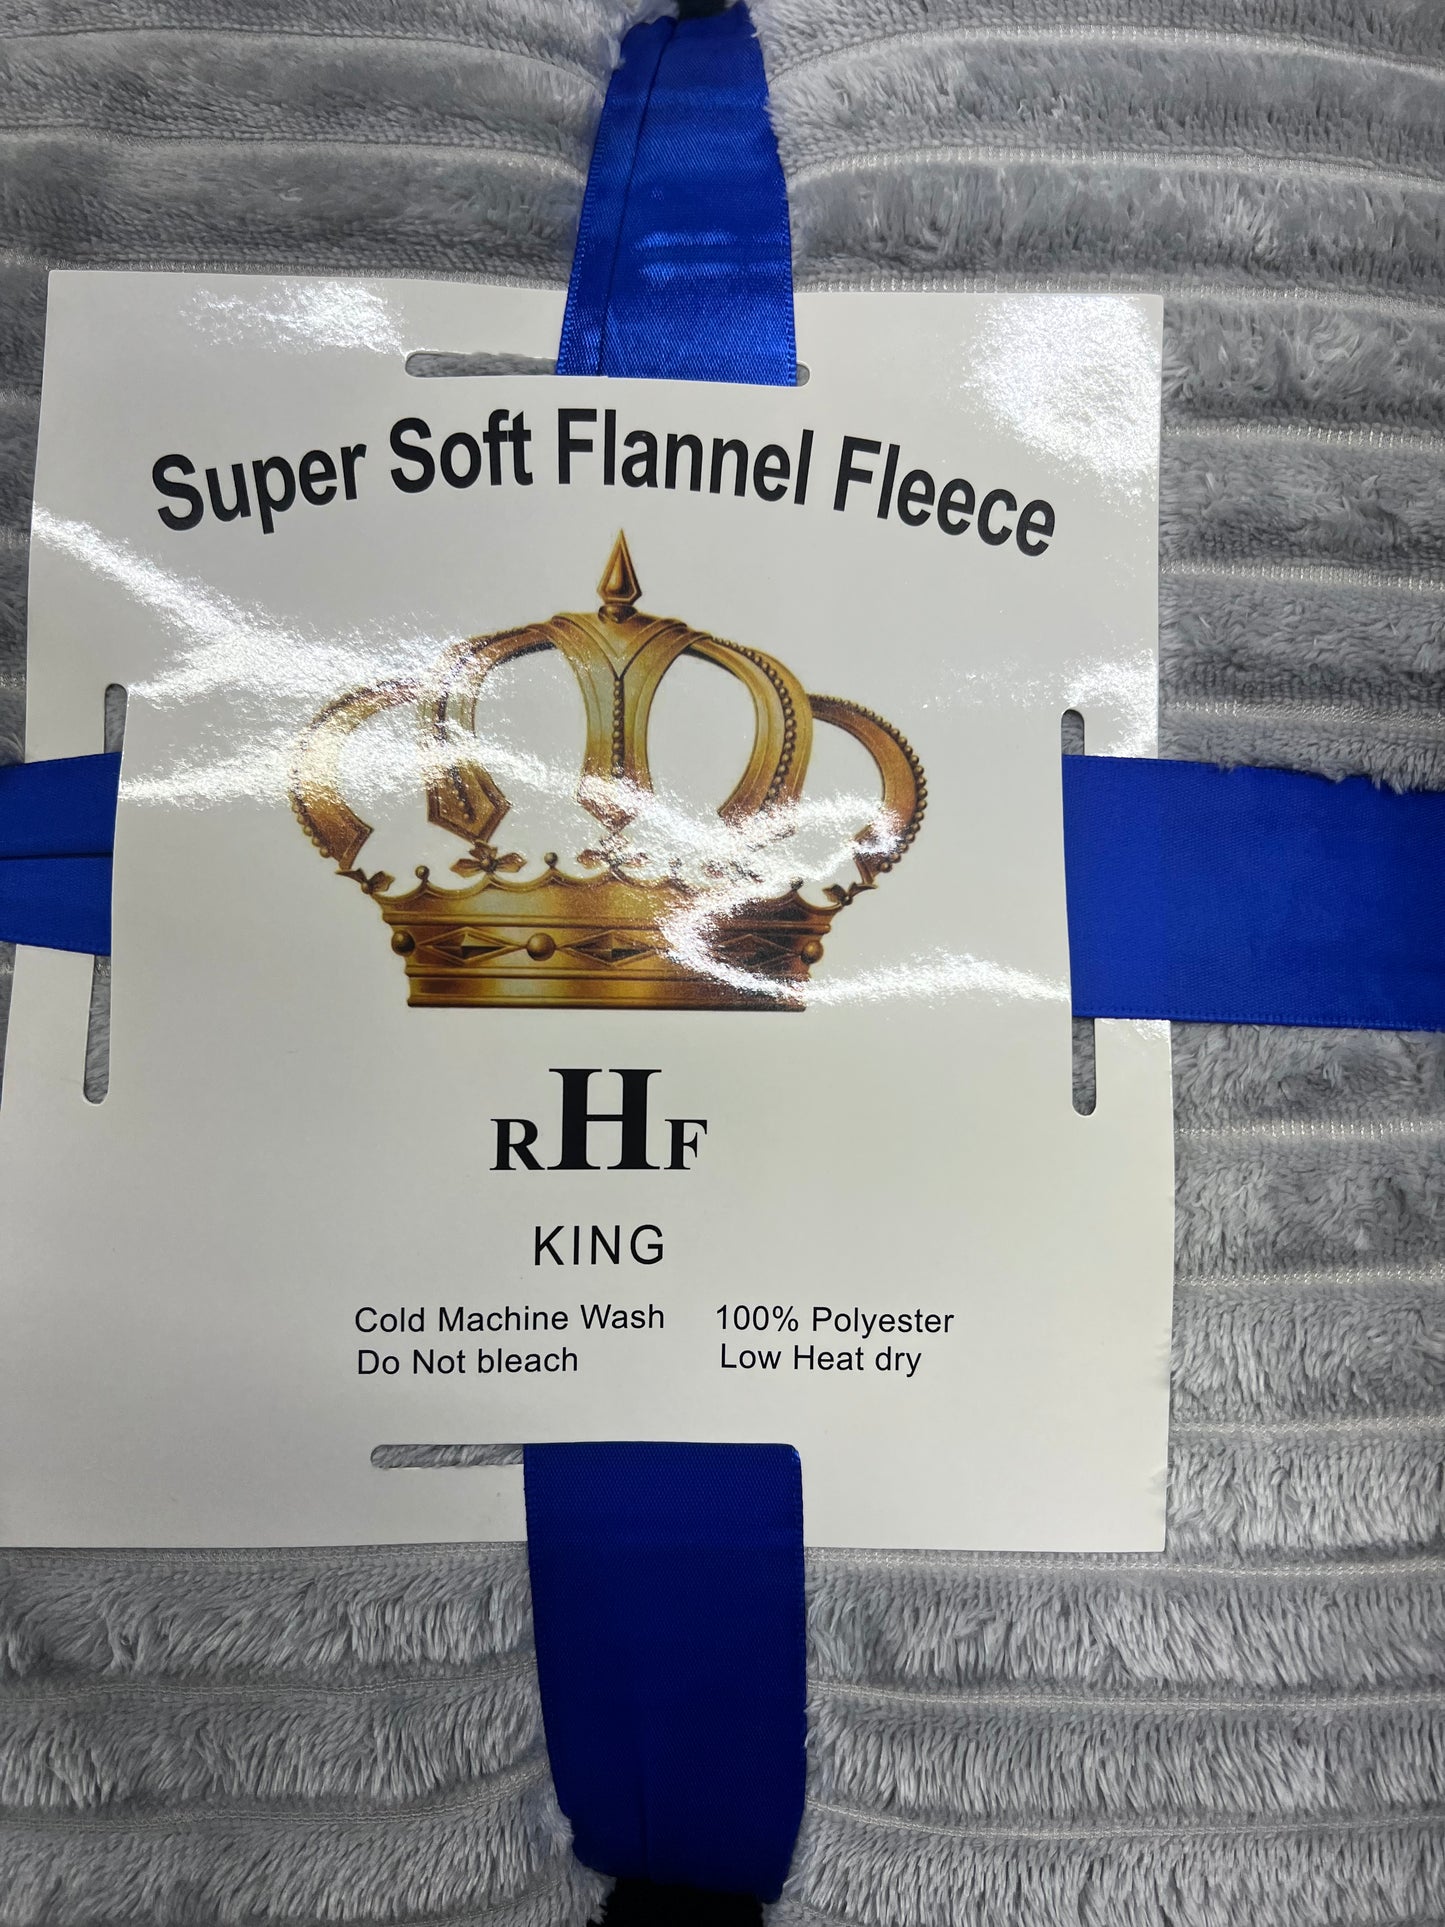 Super Soft Flannel Fleece
RHF
KING
Cold Machine Wash 100% Polyester
Do Not bleach Low Heat dry